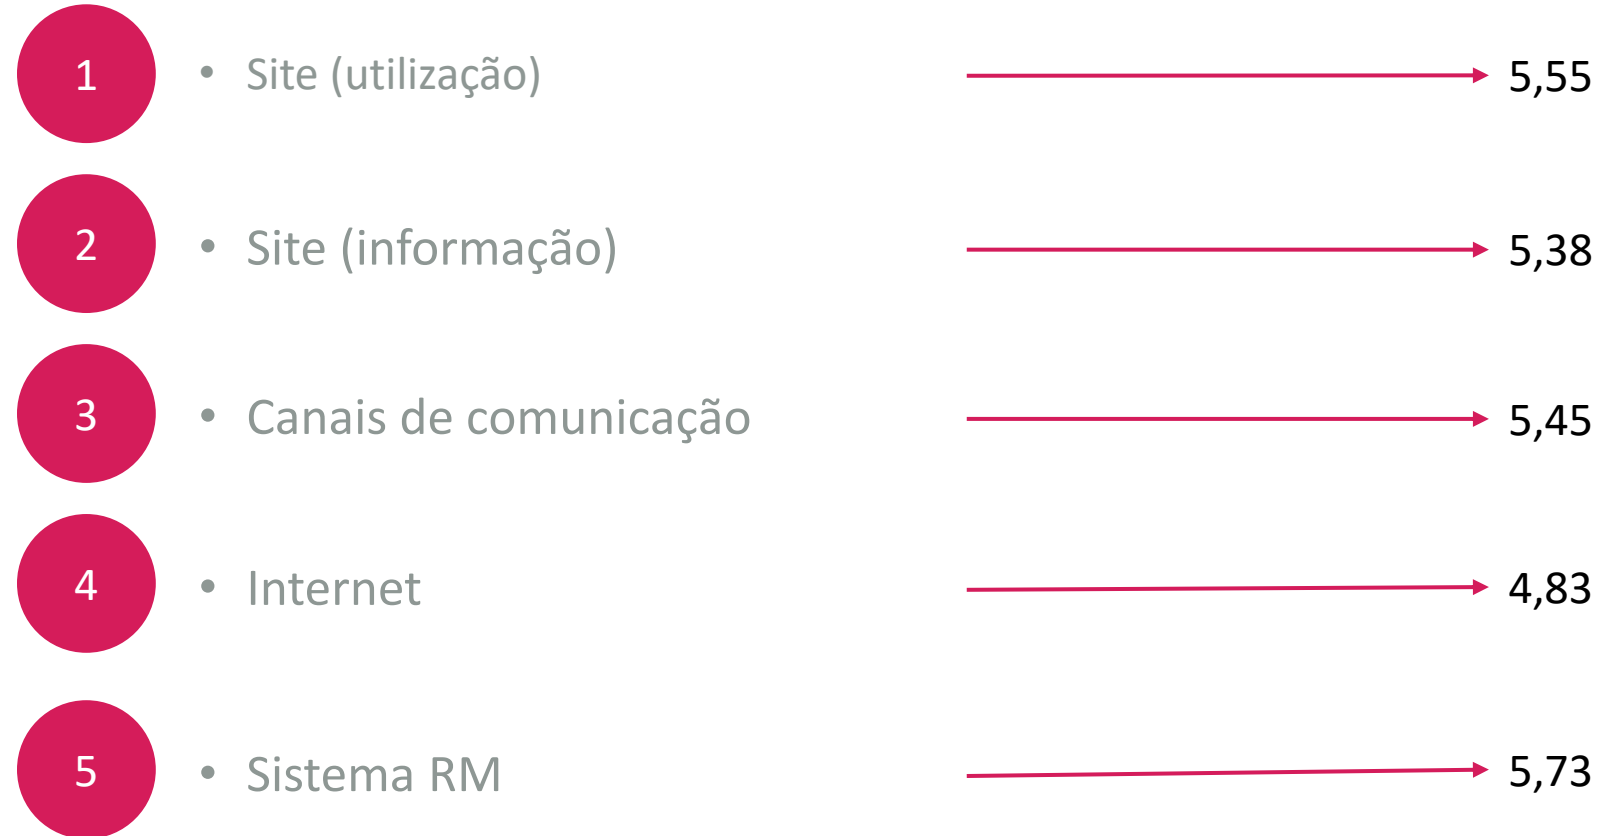 1 • Site (utilização) 5,55
2 • Site (informação) 5,38
3 • Canais de comunicação 5,45
4 • Internet 4,83
5 • Sistema RM 5,73